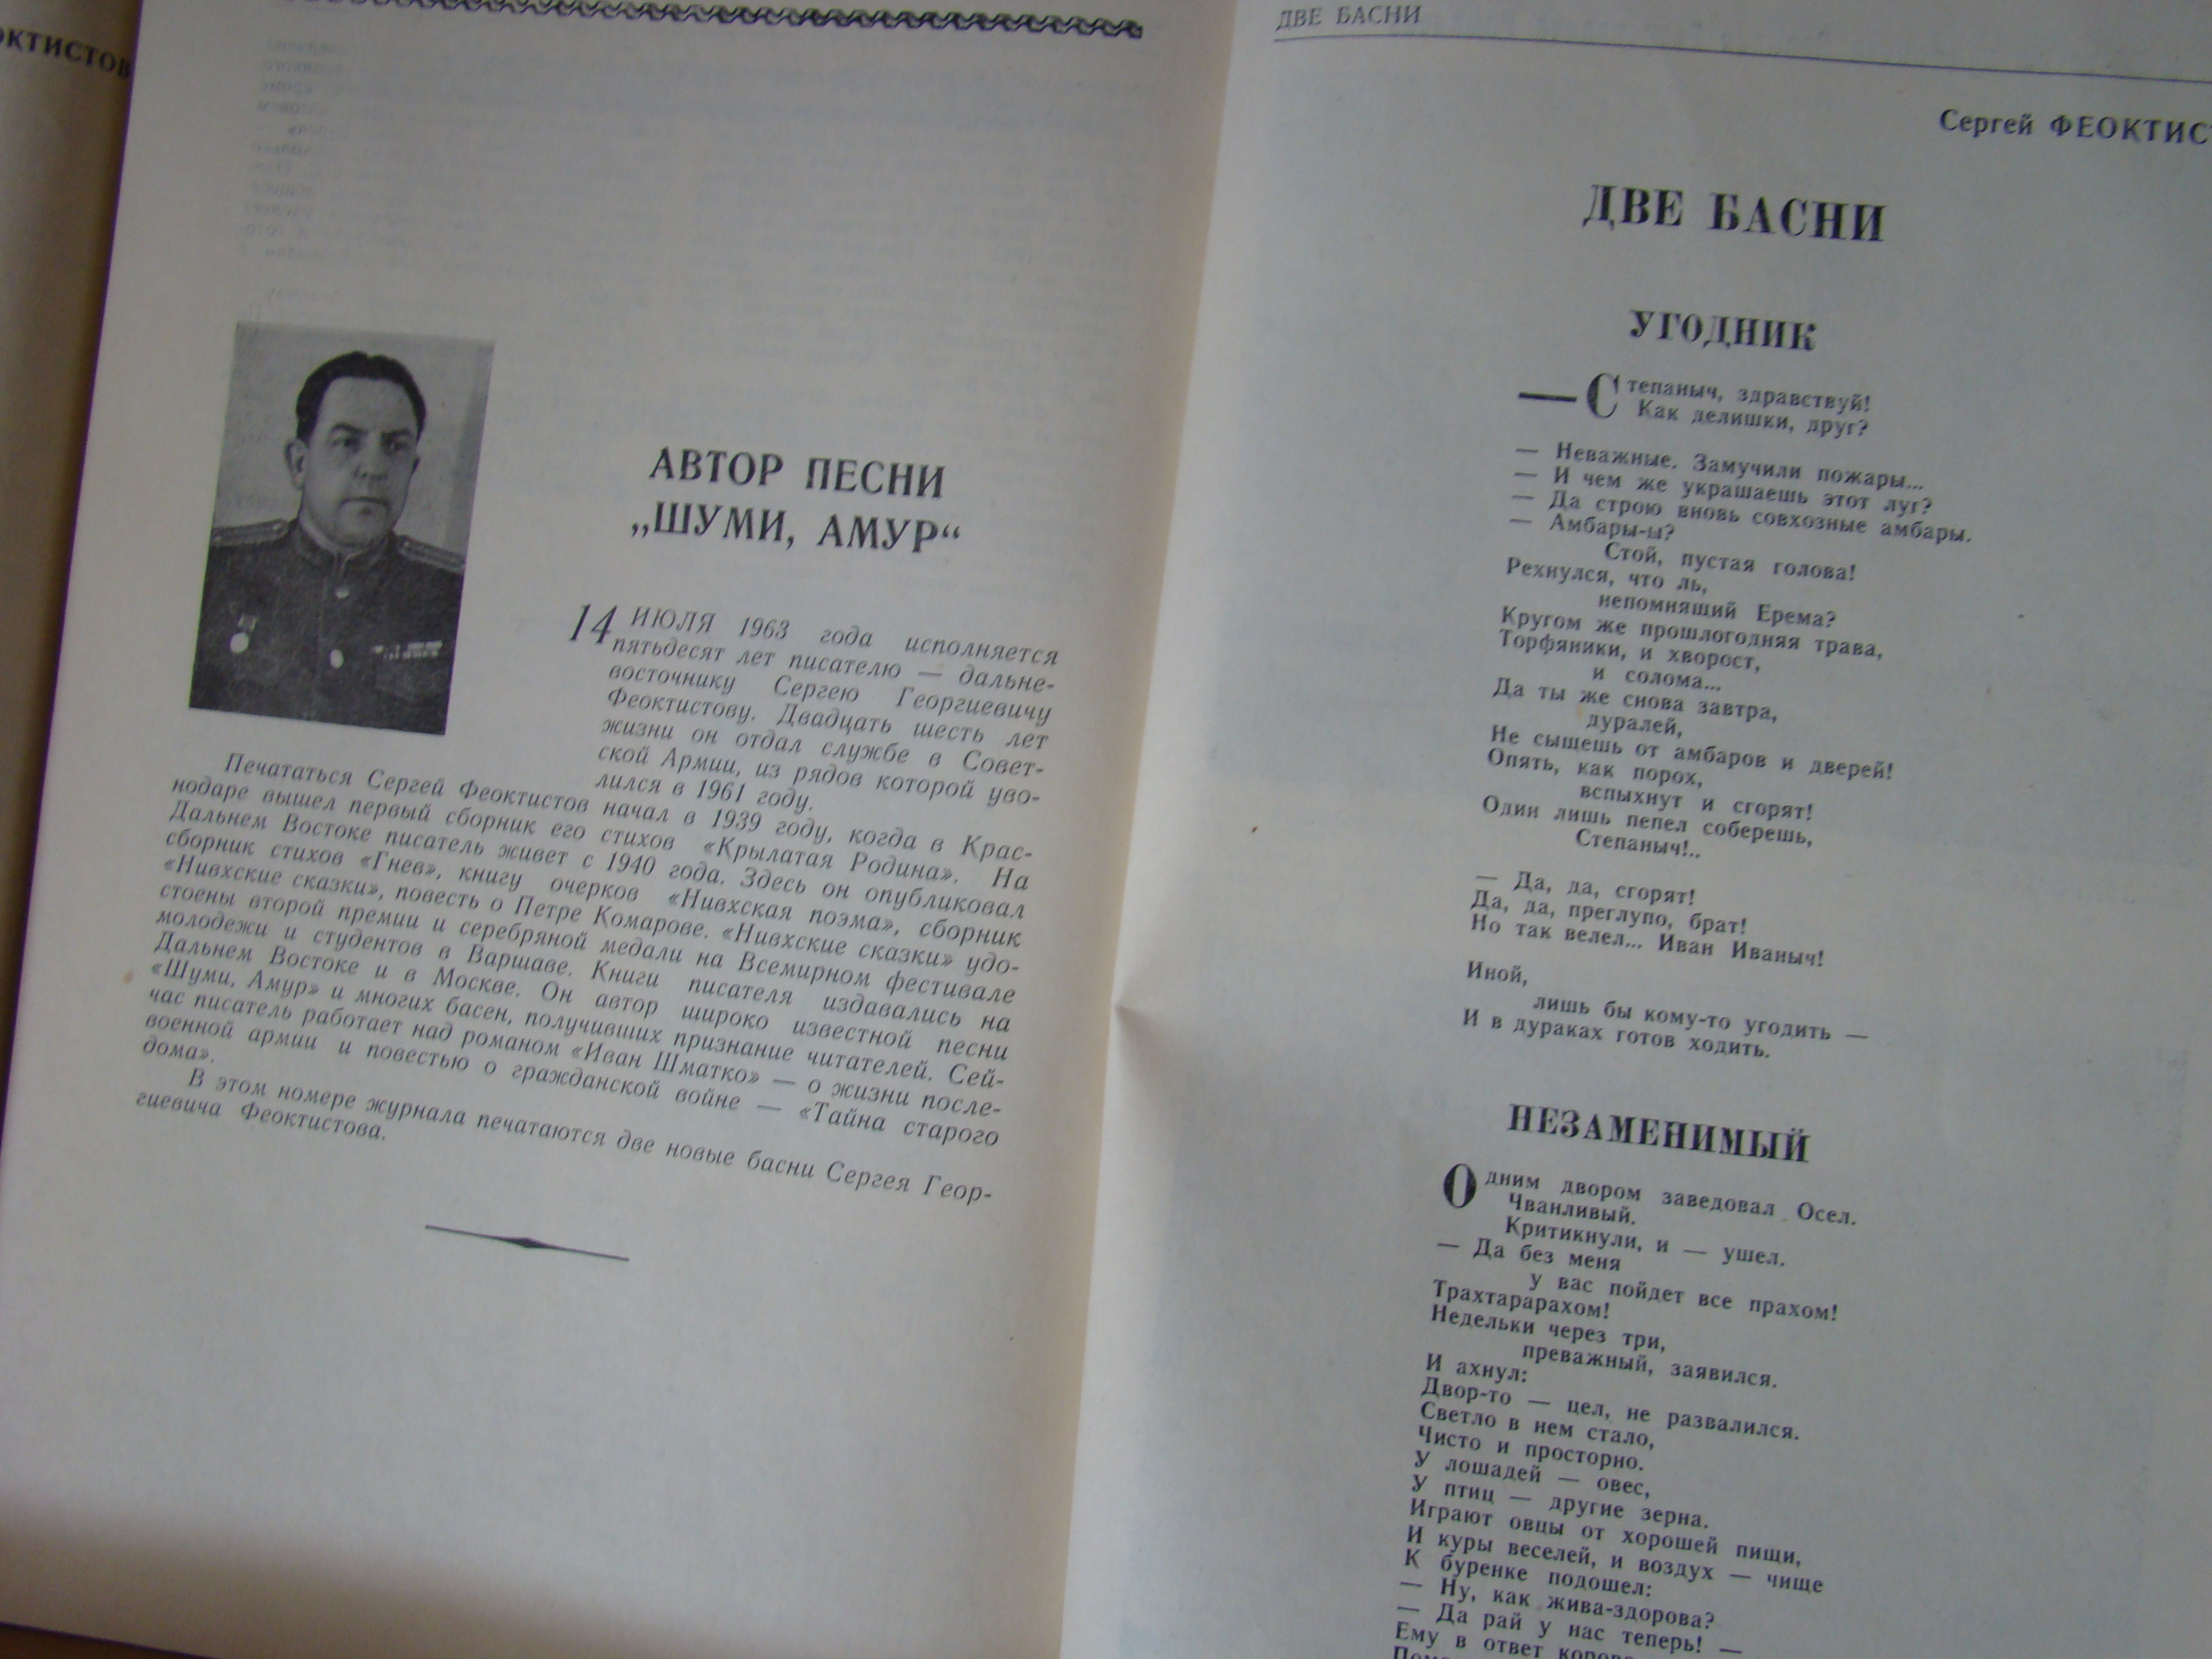 ОКТИСТОВ
АВТОР ПЕСНИ
„ШУМИ, АМУР“
14 ИЮЛЯ 1963 года исполняется
пятьдесят лет писателю — дальне-
восточнику Сергею Георгиевичу
Феоктистову. Двадцать шесть лет
жизни он отдал службе в Совет-
ской Армии, из рядов которой уво-
лился в 1961 году.
Печататься Сергей Феоктистов начал в 1939 году, когда в Крас-
нодаре вышел первый сборник его стихов «Крылатая Родина». На
Дальнем Востоке писатель живет с 1940 года. Здесь он опубликовал
сборник стихов «Гнев», книгу очерков «Нивхская поэма», сборник
«Нивхские сказки», повесть о Петре Комарове. «Нивхские сказки» удо-
стоены второй премии и серебряной медали на Всемирном фестивале
молодежи и студентов в Варшаве. Книги писателя издавались на
Дальнем Востоке и в Москве. Он автор широко известной песни
«Шуми, Амур» и многих басен, получивших признание читателей. Сей-
час писатель работает над романом «Иван Шматко» — о жизни после-
военной армии и повестью о гражданской войне — «Тайна старого
дома».
В этом номере журнала печатаются две новые басни Сергея Геор-
гиевича Феоктистова.
ДВЕ БАСНИ
Сергей ФЕОКТИС
ДВЕ БАСНИ
УГОДНИК
— Степаныч, здравствуй!
Как делишки, друг?
— Неважные. Замучили пожары...
— И чем же украшаешь этот луг?
— Да строю вновь совхозные амбары.
— Амбары-ы?
Стой, пустая голова!
Рехнулся, что ль,
непомнящий Ерема?
Кругом же прошлогодняя трава,
Торфяники, и хворост,
и солома...
Да ты же снова завтра,
дуралей,
Не сыщешь от амбаров и дверей!
Опять, как порох,
вспыхнут и сгорят!
Один лишь пепел соберешь,
Степаныч!..
— Да, да, сгорят!
Да, да, преглупо, брат!
Но так велел... Иван Иваныч!
Иной,
лишь бы кому-то угодить —
И в дураках готов ходить.
НЕЗАМЕНИМЫЙ
Одним двором заведовал Осел.
Чванливый.
Критикнули, и — ушел.
— Да без меня
у вас пойдет все прахом!
Трахтарарахом!
Недельки через три,
преважный, заявился.
И ахнул:
Двор-то — цел, не развалился.
Светло в нем стало,
Чисто и просторно.
У лошадей — овес,
У птиц — другие зерна.
Играют овцы от хорошей пищи,
И куры веселей, и воздух — чище
К буренке подошел:
— Ну, как жива-здорова?
— Да рай у нас теперь! —
Ему в ответ